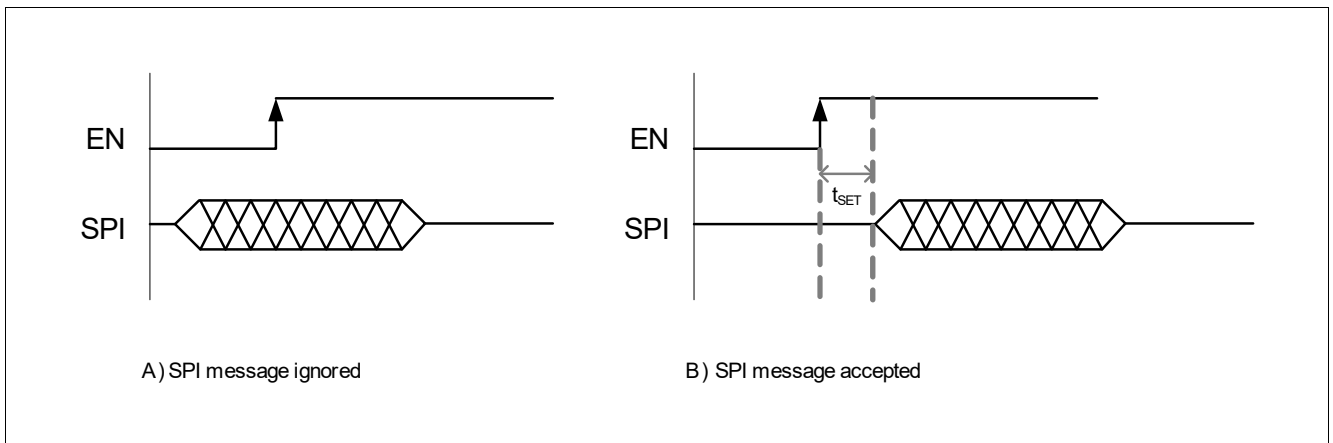 EN
SPI
A) SPI message ignored
EN
tSET
SPI
B) SPI message accepted